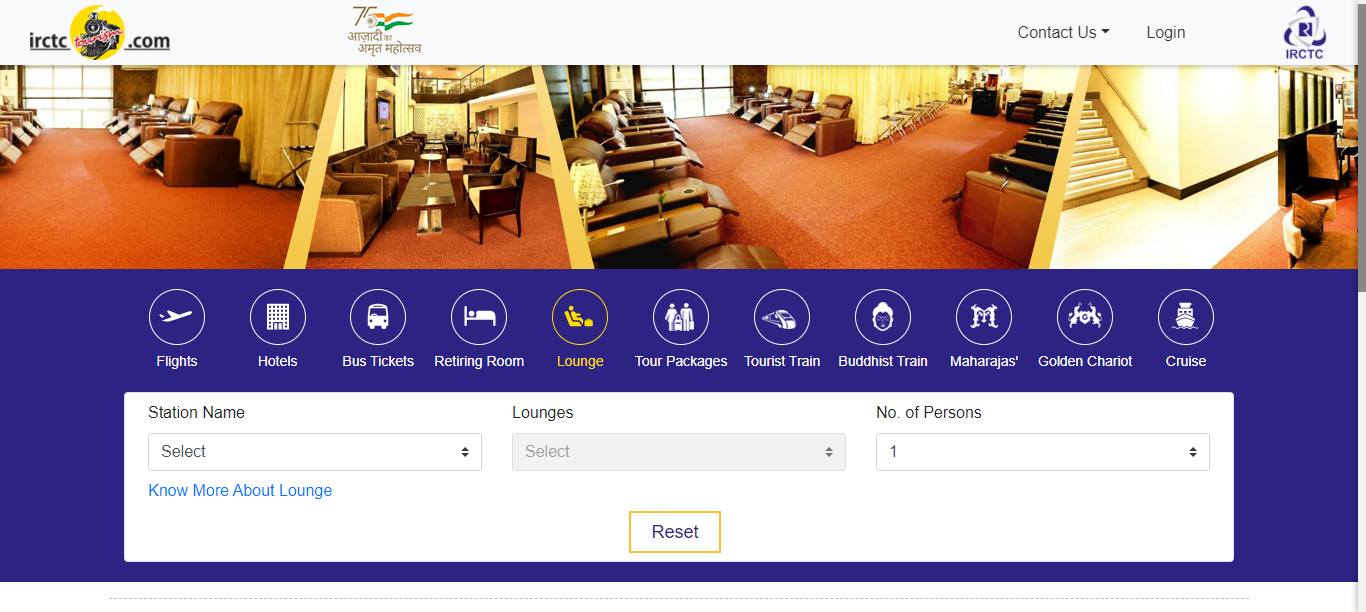 irctc tourism .com
75
आज़ादी का
अमृत महोत्सव
Contact Us
Login
IRCTC
Flights
Hotels
Bus Tickets
Retiring Room
Lounge
Tour Packages
Tourist Train
Buddhist Train
Maharajas'
Golden Chariot
Cruise
Station Name
Lounges
No. of Persons
Select
Select
1
Know More About Lounge
Reset